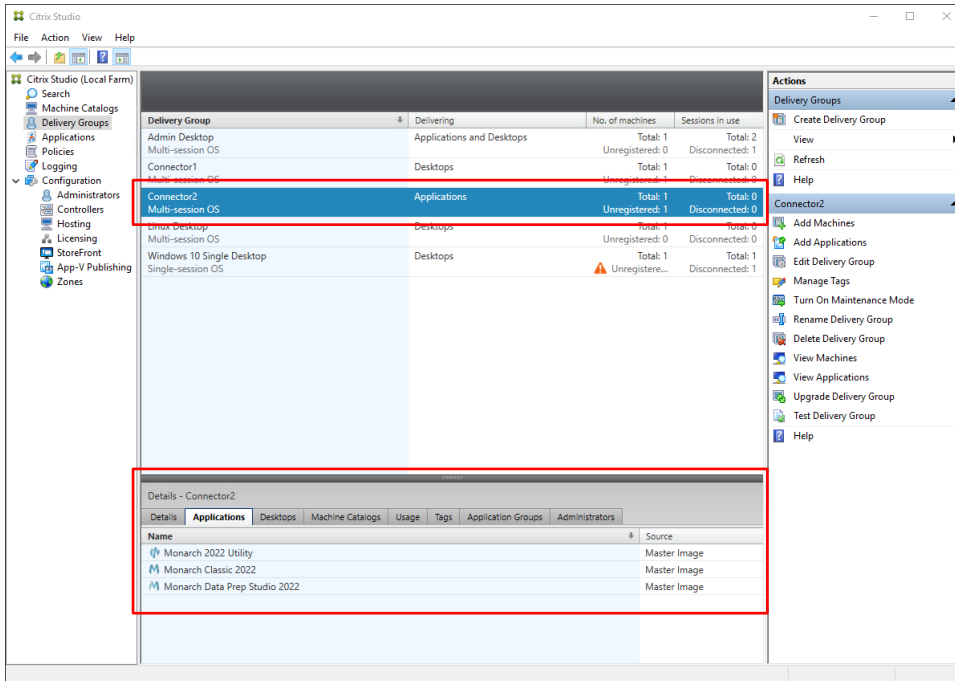 Citrix Studio
File Action View Help
Citrix Studio (Local Farm)
Search
Machine Catalogs
Delivery Groups
Applications
Policies
Logging
Configuration
Administrators
Controllers
Hosting
Licensing
StoreFront
App-V Publishing
Zones
Delivery Group Delivering No. of machines Sessions in use
Admin Desktop Applications and Desktops Total: 1 Total: 2
Multi-session OS Unregistered: 0 Disconnected: 1
Connector1 Desktops Total: 1 Total: 0
Multi-session OS Unregistered: 1 Disconnected: 0
Connector2 Applications Total: 1 Total: 0
Multi-session OS Unregistered: 1 Disconnected: 0
Linux Desktop Desktops Total: 1 Total: 0
Multi-session OS Unregistered: 0 Disconnected: 0
Windows 10 Single Desktop Desktops Total: 1 Total: 1
Single-session OS Unregistere... Disconnected: 1
Details - Connector2
Details Applications Desktops Machine Catalogs Usage Tags Application Groups Administrators
Name Source
Monarch 2022 Utility Master Image
Monarch Classic 2022 Master Image
Monarch Data Prep Studio 2022 Master Image
Actions
Delivery Groups
Create Delivery Group
View
Refresh
Help
Connector2
Add Machines
Add Applications
Edit Delivery Group
Manage Tags
Turn On Maintenance Mode
Rename Delivery Group
Delete Delivery Group
View Machines
View Applications
Upgrade Delivery Group
Test Delivery Group
Help